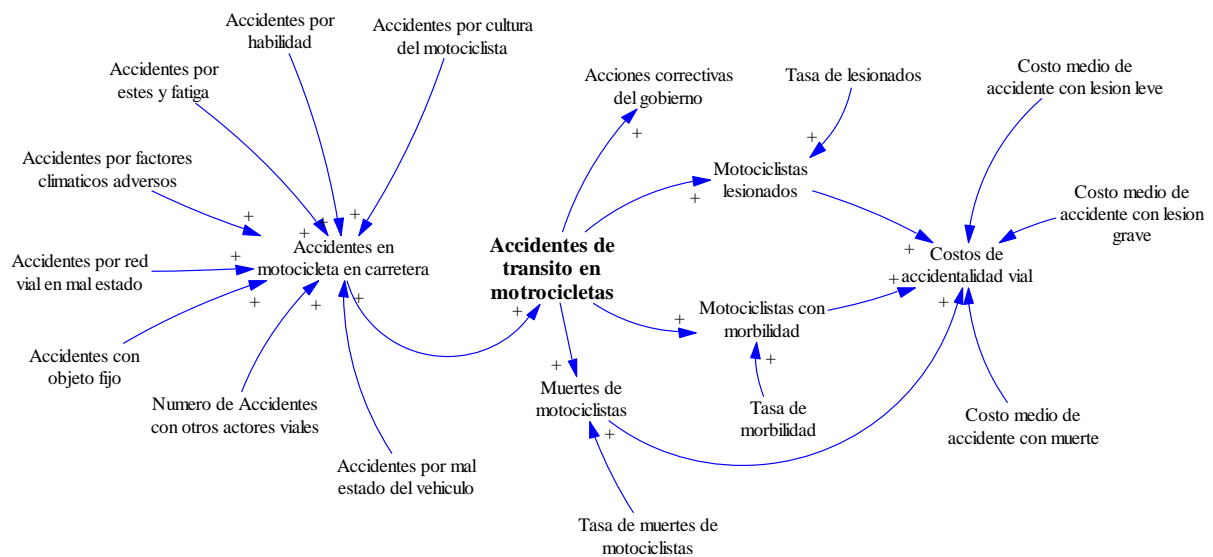 Accidentes por
habilidad
Accidentes por cultura
del motociclista
Accidentes por
estes y fatiga
Accidentes por factores
climaticos adversos
Accidentes por red
vial en mal estado
Accidentes con
objeto fijo
Numero de Accidentes
con otros actores viales
Accidentes por mal
estado del vehiculo
Accidentes en
motocicleta en carretera
+
+
+
+
+
+
+
+
Acciones correctivas
del gobierno
+
Accidentes de
transito en
motrocicletas
+
Tasa de lesionados
+
Motociclistas
lesionados
+
Motociclistas con
morbilidad
+
+
Tasa de
morbilidad
+
Muertes de
motociclistas
+
Tasa de muertes de
motociclistas
Costo medio de
accidente con lesion leve
Costo medio de
accidente con lesion
grave
Costos de
accidentalidad vial
+
+
+
Costo medio de
accidente con muerte